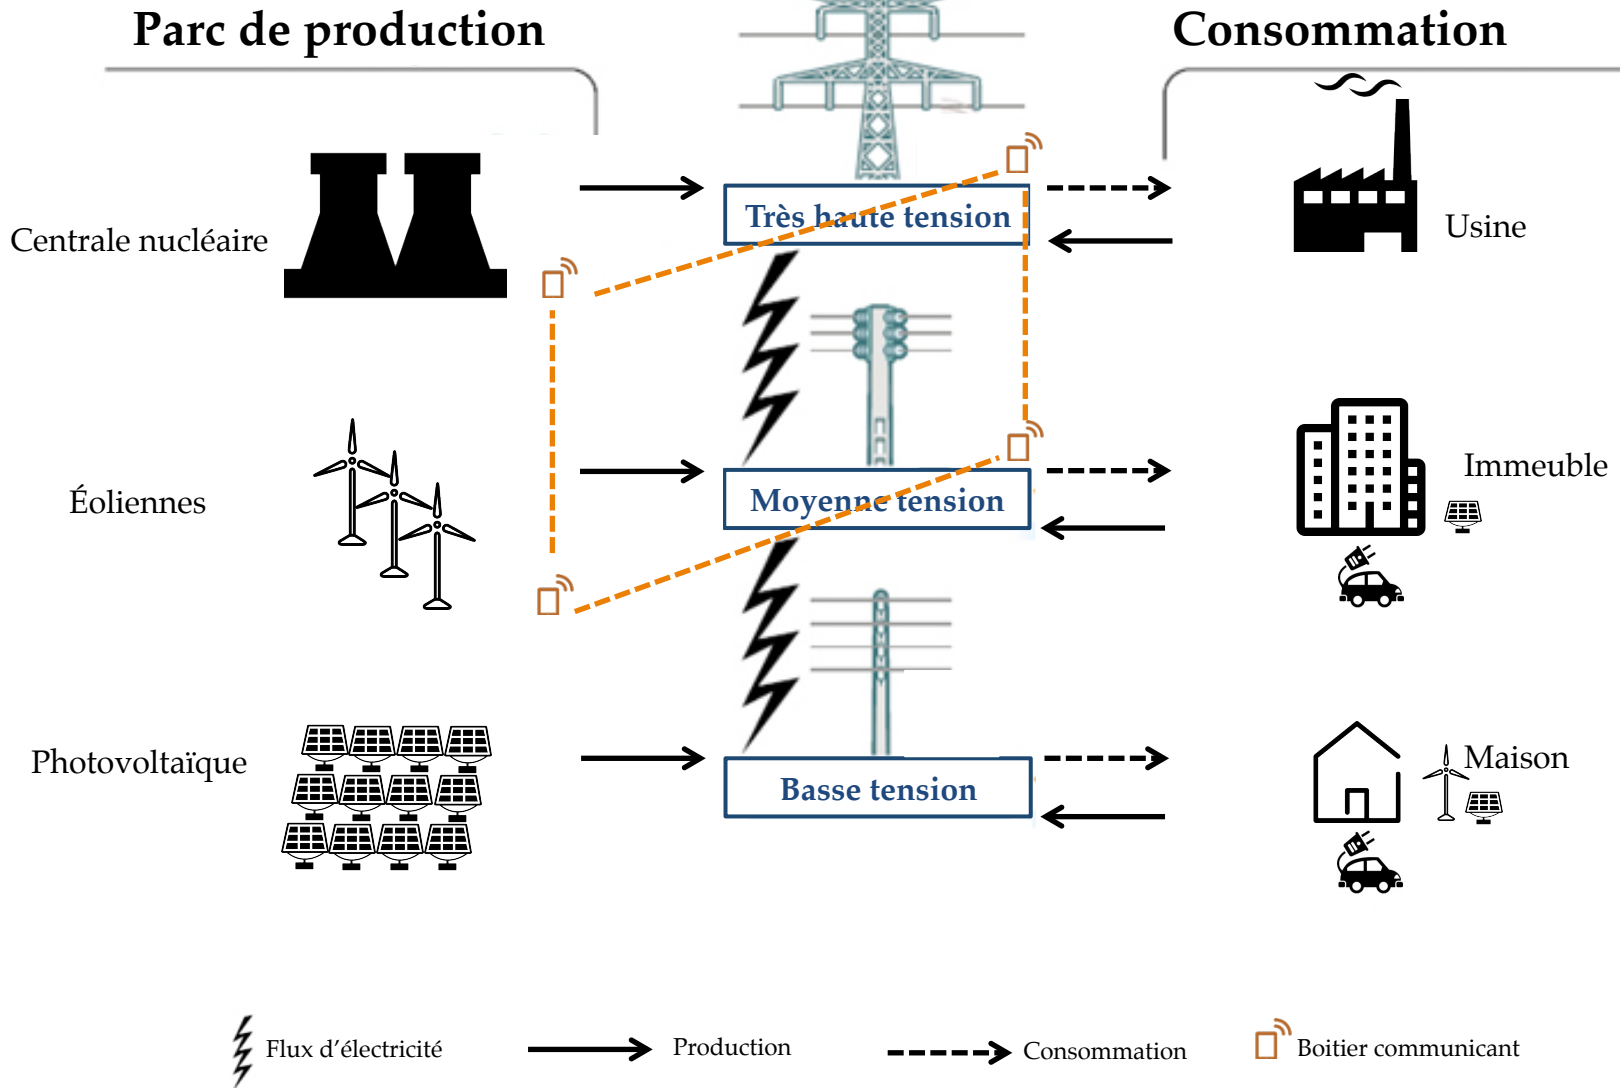 Parc de production
Consommation
Centrale nucléaire
Très haute tension
Usine
Éoliennes
Moyenne tension
Immeuble
Photovoltaïque
Basse tension
Maison
Flux d'électricité
Production
Consommation
Boitier communicant